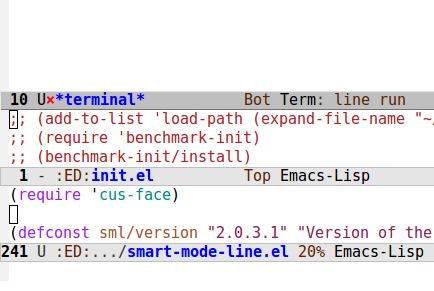 10 U×*terminal* Bot Term: line run
;; (add-to-list 'load-path (expand-file-name "~/
;; (require 'benchmark-init)
;; (benchmark-init/install)
1 - :ED:init.el Top Emacs-Lisp
(require 'cus-face)
(defconst sml/version "2.0.3.1" "Version of the
241 U :ED:.../smart-mode-line.el 20% Emacs-Lisp